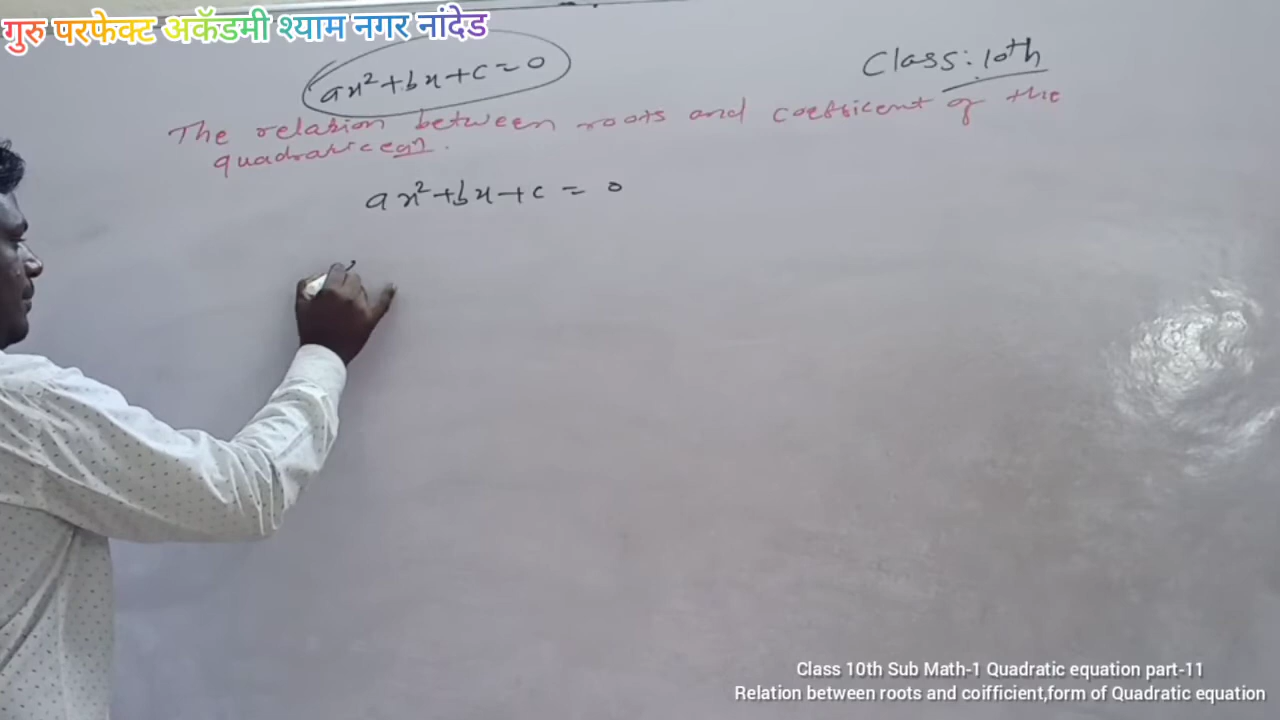 गुरु परफेक्ट अकॅडमी श्याम नगर नांदेड
ax²+bx+c=0
Class: 10th
The relation between roots and coefficent of the
quadratic eqn.
ax²+bx+c = 0
Class 10th Sub Math-1 Quadratic equation part-11
Relation between roots and coifficient,form of Quadratic equation